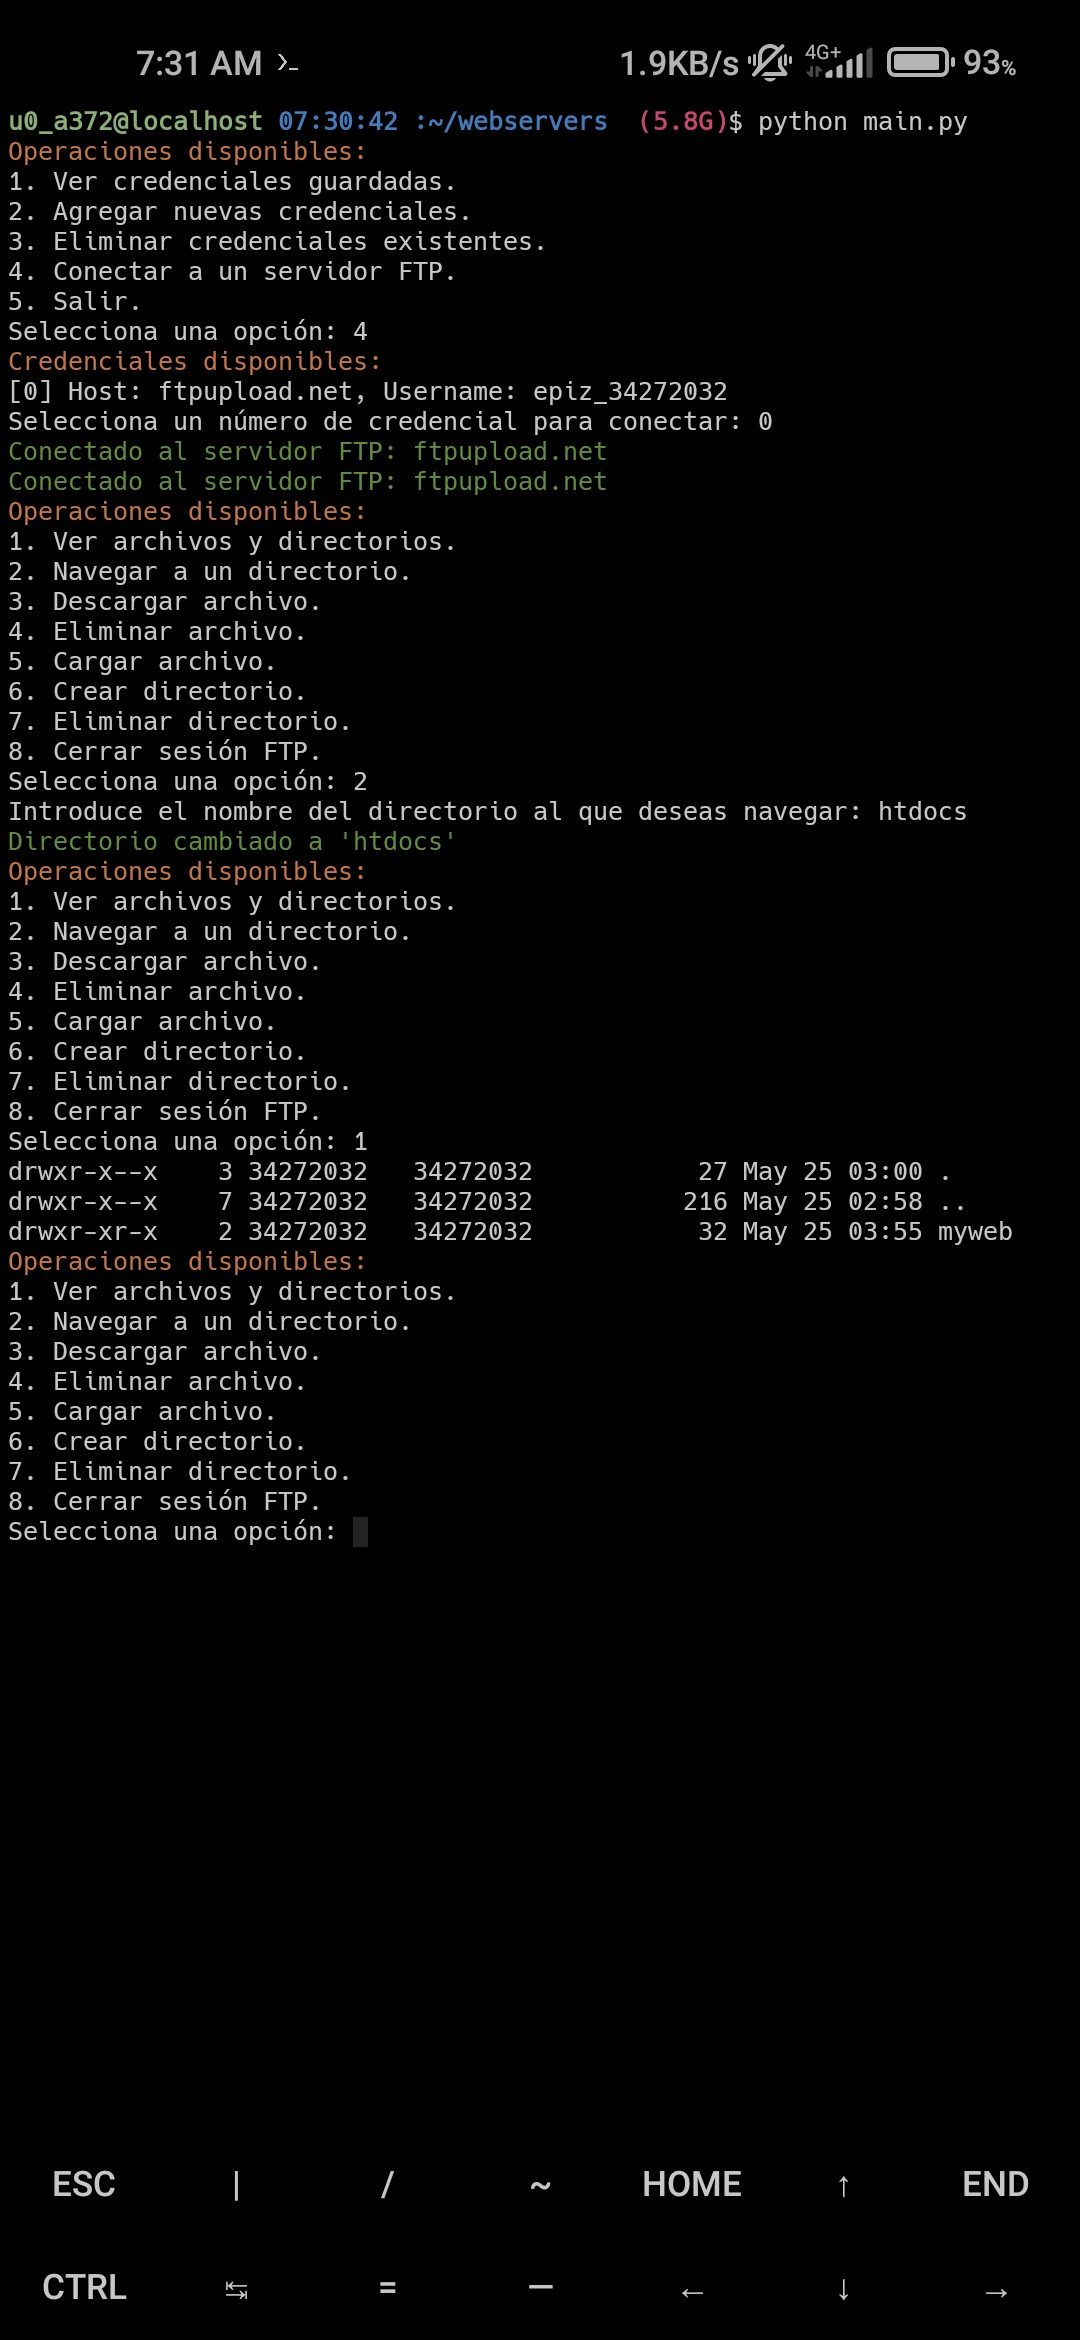 7:31 AM >_ 1.9KB/s 4G+ 93%
u0_a372@localhost 07:30:42 :~/webservers (5.8G)$ python main.py
Operaciones disponibles:
1. Ver credenciales guardadas.
2. Agregar nuevas credenciales.
3. Eliminar credenciales existentes.
4. Conectar a un servidor FTP.
5. Salir.
Selecciona una opción: 4
Credenciales disponibles:
[0] Host: ftpupload.net, Username: epiz_34272032
Selecciona un número de credencial para conectar: 0
Conectado al servidor FTP: ftpupload.net
Conectado al servidor FTP: ftpupload.net
Operaciones disponibles:
1. Ver archivos y directorios.
2. Navegar a un directorio.
3. Descargar archivo.
4. Eliminar archivo.
5. Cargar archivo.
6. Crear directorio.
7. Eliminar directorio.
8. Cerrar sesión FTP.
Selecciona una opción: 2
Introduce el nombre del directorio al que deseas navegar: htdocs
Directorio cambiado a 'htdocs'
Operaciones disponibles:
1. Ver archivos y directorios.
2. Navegar a un directorio.
3. Descargar archivo.
4. Eliminar archivo.
5. Cargar archivo.
6. Crear directorio.
7. Eliminar directorio.
8. Cerrar sesión FTP.
Selecciona una opción: 1
drwxr-x--x    3 34272032   34272032           27 May 25 03:00 .
drwxr-x--x    7 34272032   34272032          216 May 25 02:58 ..
drwxr-xr-x    2 34272032   34272032           32 May 25 03:55 myweb
Operaciones disponibles:
1. Ver archivos y directorios.
2. Navegar a un directorio.
3. Descargar archivo.
4. Eliminar archivo.
5. Cargar archivo.
6. Crear directorio.
7. Eliminar directorio.
8. Cerrar sesión FTP.
Selecciona una opción:
ESC | / ~ HOME ↑ END
CTRL ↹ = — ← ↓ →